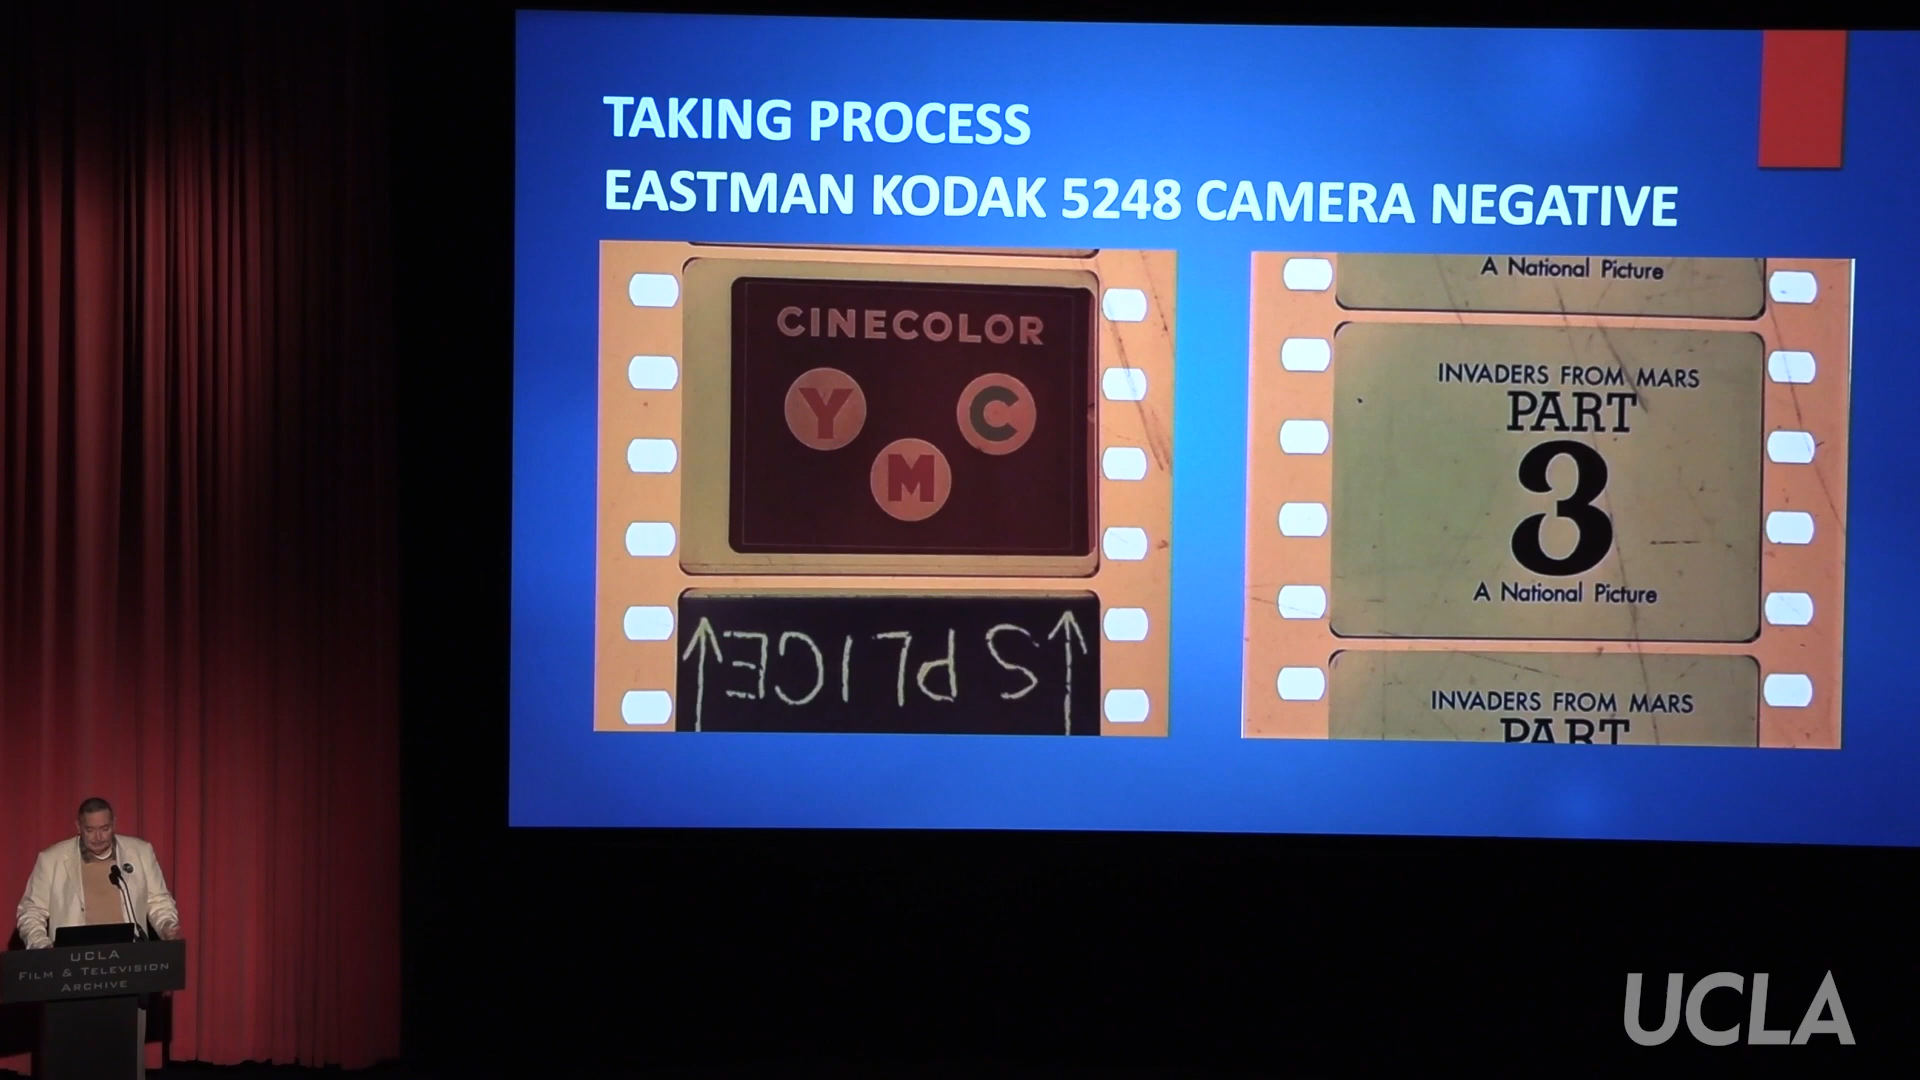 TAKING PROCESS
EASTMAN KODAK 5248 CAMERA NEGATIVE
CINECOLOR
Y
C
M
SPLICE
A National Picture
INVADERS FROM MARS
PART
3
A National Picture
INVADERS FROM MARS
PART
UCLA
FILM & TELEVISION
ARCHIVE
UCLA